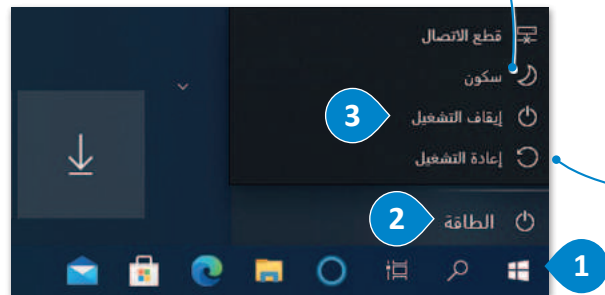 قطع الاتصال
سكون
إيقاف التشغيل 3
إعادة التشغيل
الطاقة 2
1